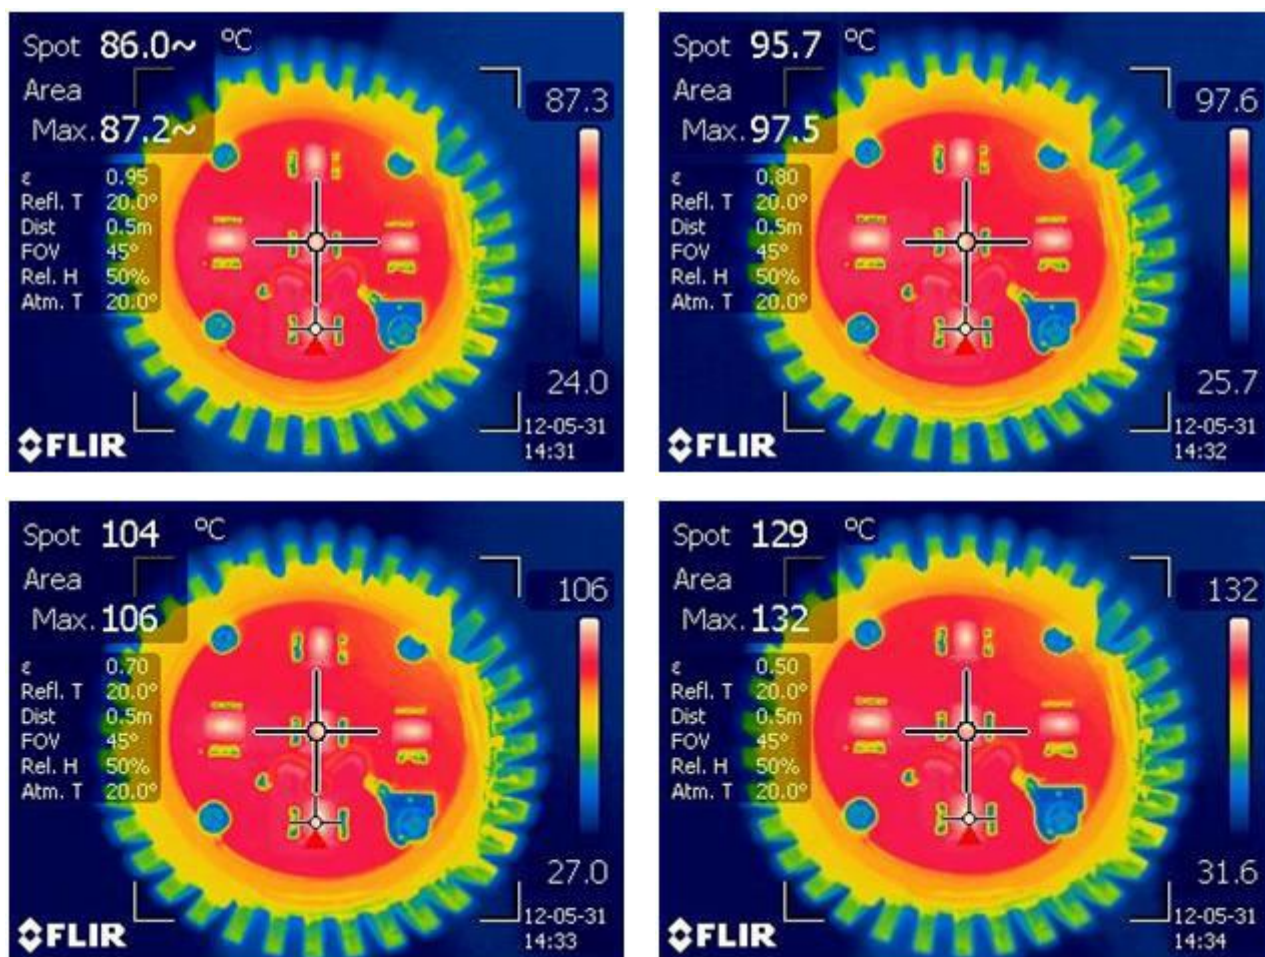 Spot 86.0~ °C
Area
Max. 87.2~
87.3
ε 0.95
Refl. T 20.0°
Dist 0.5m
FOV 45°
Rel. H 50%
Atm. T 20.0°
24.0
12-05-31
14:31
FLIR
Spot 95.7 °C
Area
Max. 97.5
97.6
ε 0.80
Refl. T 20.0°
Dist 0.5m
FOV 45°
Rel. H 50%
Atm. T 20.0°
25.7
12-05-31
14:32
FLIR
Spot 104 °C
Area
Max. 106
106
ε 0.70
Refl. T 20.0°
Dist 0.5m
FOV 45°
Rel. H 50%
Atm. T 20.0°
27.0
12-05-31
14:33
FLIR
Spot 129 °C
Area
Max. 132
132
ε 0.50
Refl. T 20.0°
Dist 0.5m
FOV 45°
Rel. H 50%
Atm. T 20.0°
31.6
12-05-31
14:34
FLIR